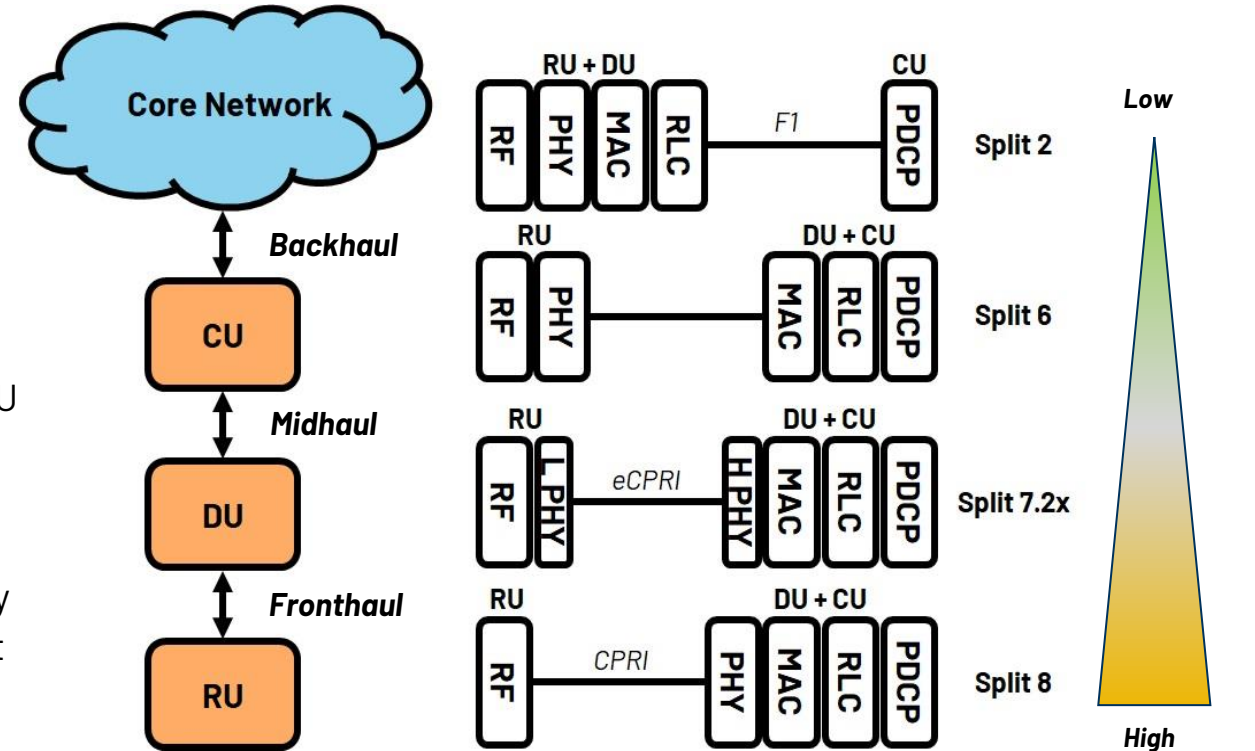 Core Network
Backhaul
CU
Midhaul
DU
Fronthaul
RU
U
y
t
RU + DU
CU
RF
PHY
MAC
RLC
F1
PDCP
Split 2
RU
DU + CU
RF
PHY
MAC
RLC
PDCP
Split 6
RU
DU + CU
RF
L PHY
eCPRI
H PHY
MAC
RLC
PDCP
Split 7.2x
RU
DU + CU
RF
CPRI
PHY
MAC
RLC
PDCP
Split 8
Low
High